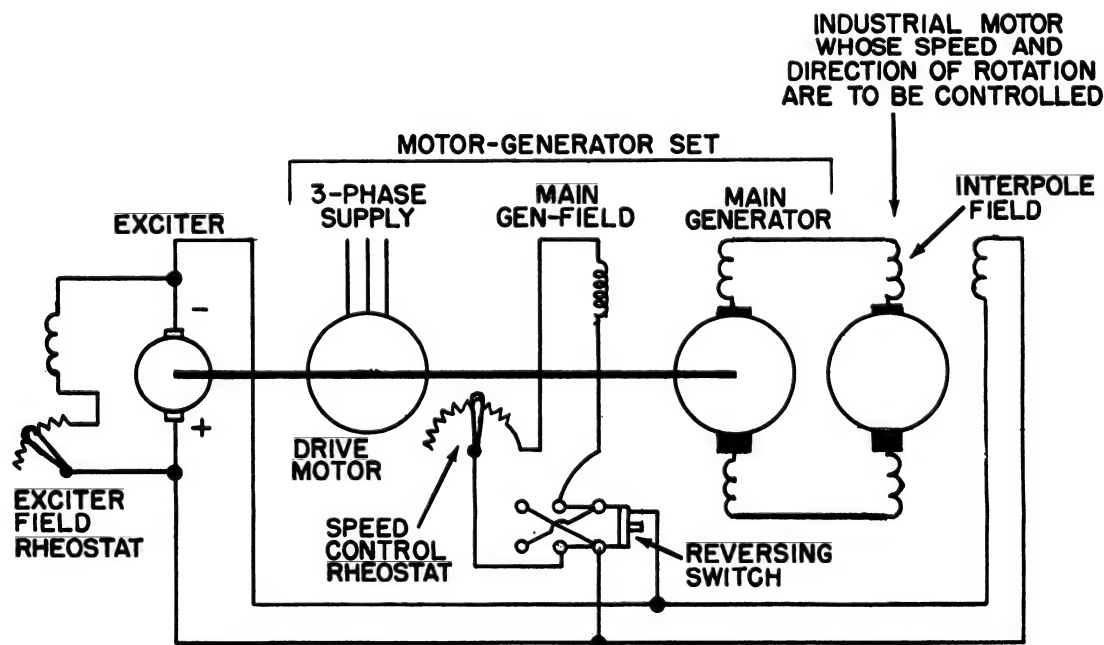 INDUSTRIAL MOTOR
WHOSE SPEED AND
DIRECTION OF ROTATION
ARE TO BE CONTROLLED
MOTOR-GENERATOR SET
EXCITER
3-PHASE
SUPPLY
MAIN
GEN-FIELD
MAIN
GENERATOR
INTERPOLE
FIELD
-
+
EXCITER
FIELD
RHEOSTAT
DRIVE
MOTOR
SPEED
CONTROL
RHEOSTAT
REVERSING
SWITCH